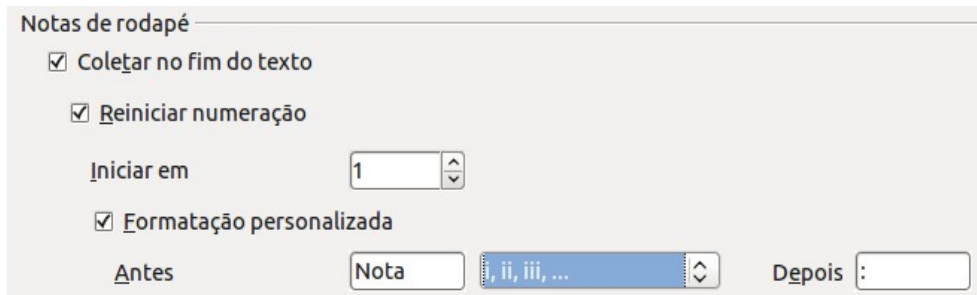 Notas de rodapé
Coletar no fim do texto
Reiniciar numeração
Iniciar em 1
Formatação personalizada
Antes Nota i, ii, iii, ... Depois :